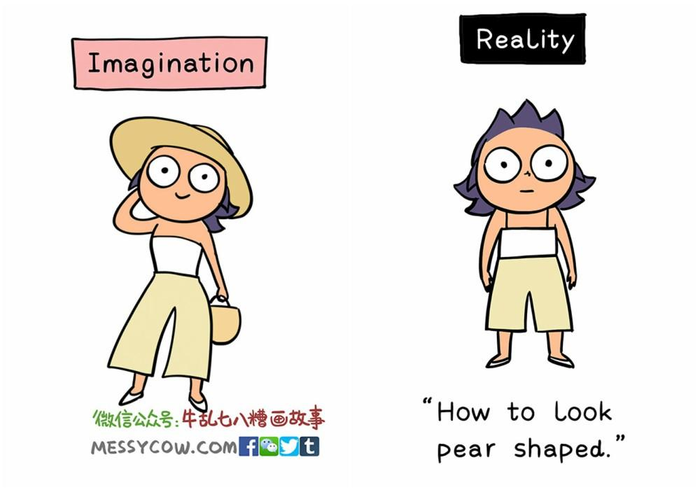 Imagination
Reality
微信公众号:牛乱七八糟画故事
MESSYCOW.COM
"How to look
pear shaped."